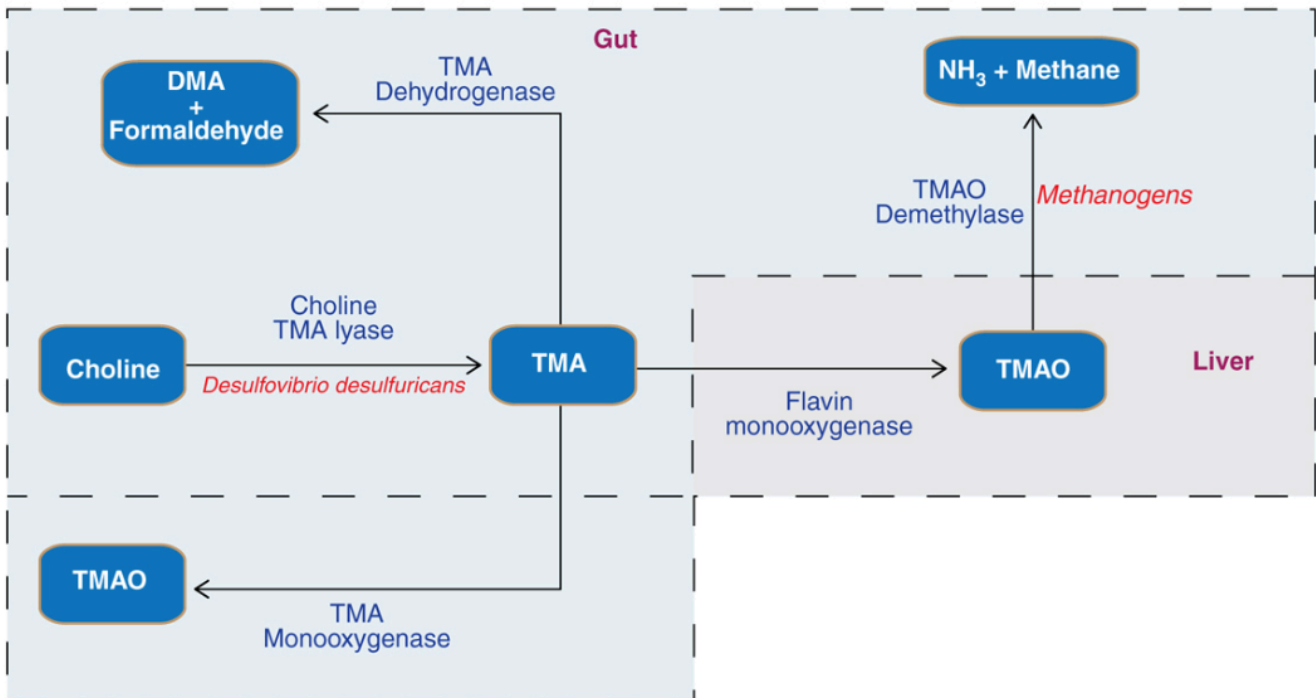 Gut
DMA
+
Formaldehyde
TMA
Dehydrogenase
NH₃ + Methane
TMAO
Demethylase
Methanogens
Choline
Choline
TMA lyase
Desulfovibrio desulfuricans
TMA
Flavin
monooxygenase
TMAO
Liver
TMAO
TMA
Monooxygenase